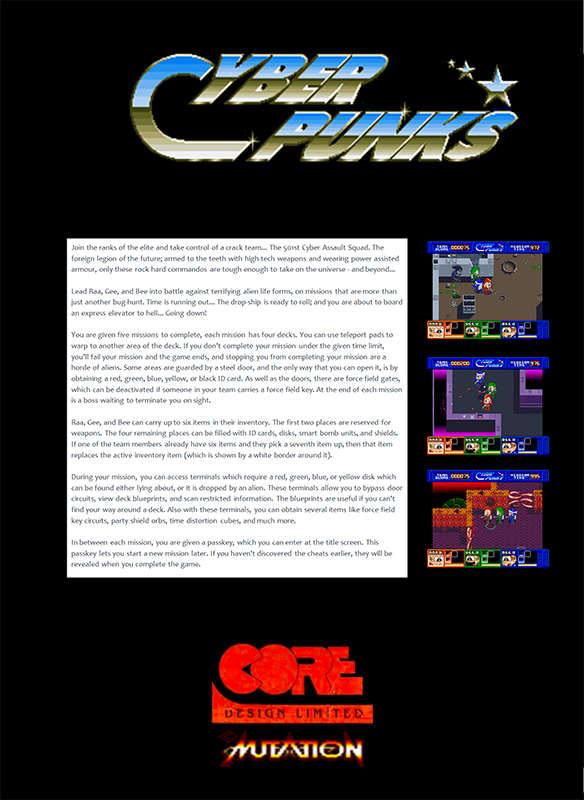 CYBER
PUNKS
Join the ranks of the elite and take control of a crack team... The 501st Cyber Assault Squad. The
foreign legion of the future; armed to the teeth with high-tech weapons and wearing power assisted
armour, only these rock hard commandos are tough enough to take on the universe - and beyond...
Lead Raa, Gee, and Bee into battle against terrifying alien life forms, on missions that are more than
just another bug-hunt. Time is running out... The drop-ship is ready to roll; and you are about to board
an express elevator to hell... Going down!
You are given five missions to complete, each mission has four decks. You can use teleport pads to
warp to another area of the deck. If you don't complete your mission under the given time limit,
you'll fail your mission and the game ends, and stopping you from completing your mission are a
horde of aliens. Some areas are guarded by a steel door, and the only way that you can open it, is by
obtaining a red, green, blue, yellow, or black ID card. As well as the doors, there are force field gates,
which can be deactivated if someone in your team carries a force field key. At the end of each mission
is a boss waiting to terminate you on sight.
Raa, Gee, and Bee can carry up to six items in their inventory. The first two places are reserved for
weapons. The four remaining places can be filled with ID cards, disks, smart bomb units, and shields.
If one of the team members already have six items and they pick a seventh item up, then that item
replaces the active inventory item (which is shown by a white border around it).
During your mission, you can access terminals which require a red, green, blue, or yellow disk which
can be found either lying about, or it is dropped by an alien. These terminals allow you to bypass door
circuits, view deck blueprints, and scan restricted information. The blueprints are useful if you can't
find your way around a deck. Also with these terminals, you can obtain several items like force field
key circuits, party shield orbs, time distortion cubes, and much more.
In between each mission, you are given a passkey, which you can enter at the title screen. This
passkey lets you start a new mission later. If you haven't discovered the cheats earlier, they will be
revealed when you complete the game.
000075
972
000200
976
000075
995
CORE
DESIGN LIMITED
MUTATION